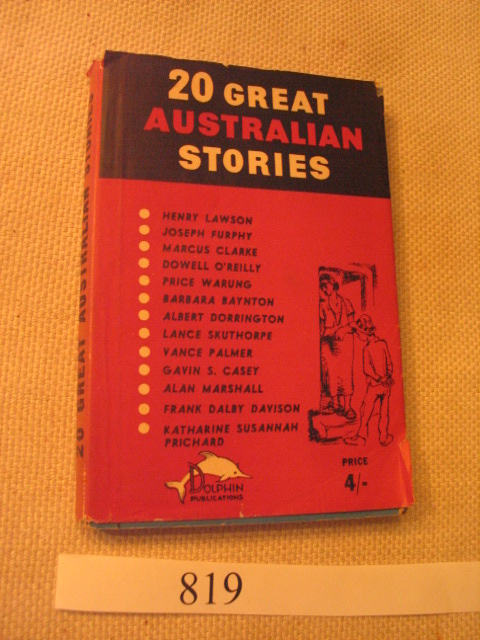 20 GREAT
AUSTRALIAN
STORIES
HENRY LAWSON
JOSEPH FURPHY
MARCUS CLARKE
DOWELL O'REILLY
PRICE WARUNG
BARBARA BAYNTON
ALBERT DORRINGTON
LANCE SKUTHORPE
VANCE PALMER
GAVIN S. CASEY
ALAN MARSHALL
FRANK DALBY DAVISON
KATHARINE SUSANNAH
PRICHARD
DOLPHIN
PUBLICATIONS
PRICE
4/=
20 GREAT AUSTRALIAN STORIES
819